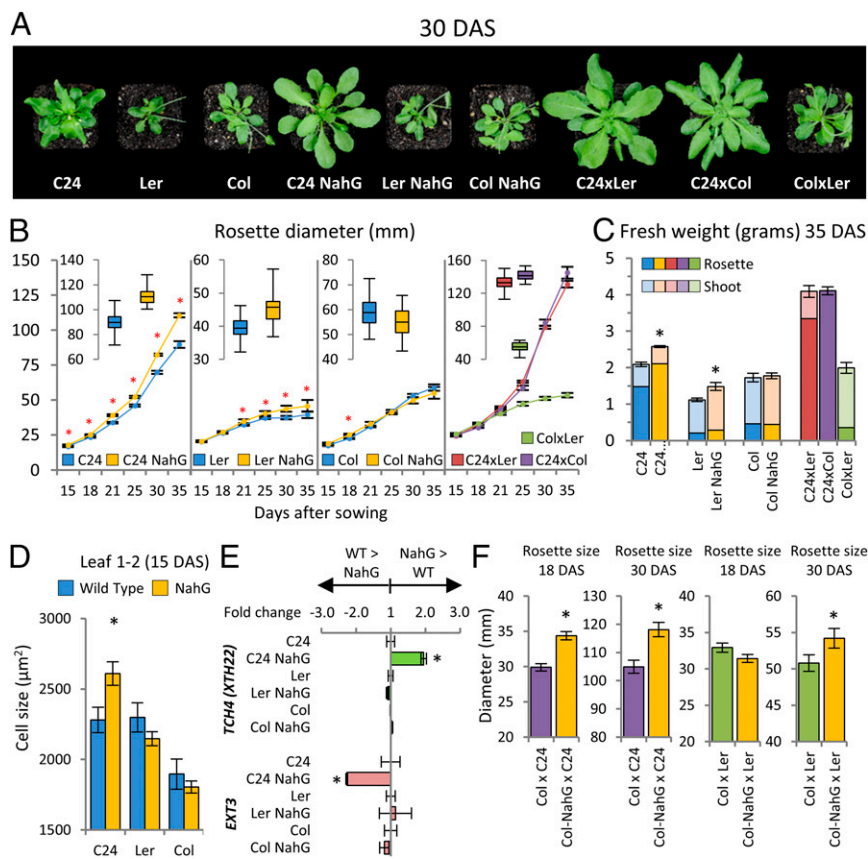 A
30 DAS
C24 Ler Col C24 NahG Ler NahG Col NahG C24xLer C24xCol ColxLer
B
Rosette diameter (mm)
150
125
100
75
50
25
0
140
120
100
80
60
60
50
40
30
80
70
60
50
40
160
120
80
40
* * * * * *
* * * *
*
ColxLer
C24 C24 NahG Ler Ler NahG Col Col NahG C24xLer C24xCol
15 18 21 25 30 35 15 18 21 25 30 35 15 18 21 25 30 35 15 18 21 25 30 35
Days after sowing
C
Fresh weight (grams) 35 DAS
5
4
3
2
1
0
Rosette
Shoot
* *
C24
C24...
Ler
Ler NahG
Col
Col NahG
C24xLer
C24xCol
ColxLer
D
Leaf 1-2 (15 DAS)
Wild Type NahG
Cell size (µm²)
3000
2700
2400
2100
1800
1500
*
C24 Ler Col
E
WT > NahG> 
NahG WT
Fold change -3.0 -1.0 1 2.0 3.0
TCH4 (XTH22)
C24
C24 NahG *
Ler
Ler NahG
Col
Col NahG
EXT3
C24
C24 NahG *
Ler
Ler NahG
Col
Col NahG
F
Rosette size Rosette size Rosette size Rosette size
18 DAS 30 DAS 18 DAS 30 DAS
Diameter (mm)
40
35
30
25
20
*
Col x C24
Col-NahG x C24
140
130
120
110
100
90
80
*
Col x C24
Col-NahG x C24
40
35
30
25
20
Col x Ler
Col-NahG x Ler
60
55
50
45
40
*
Col x Ler
Col-NahG x Ler